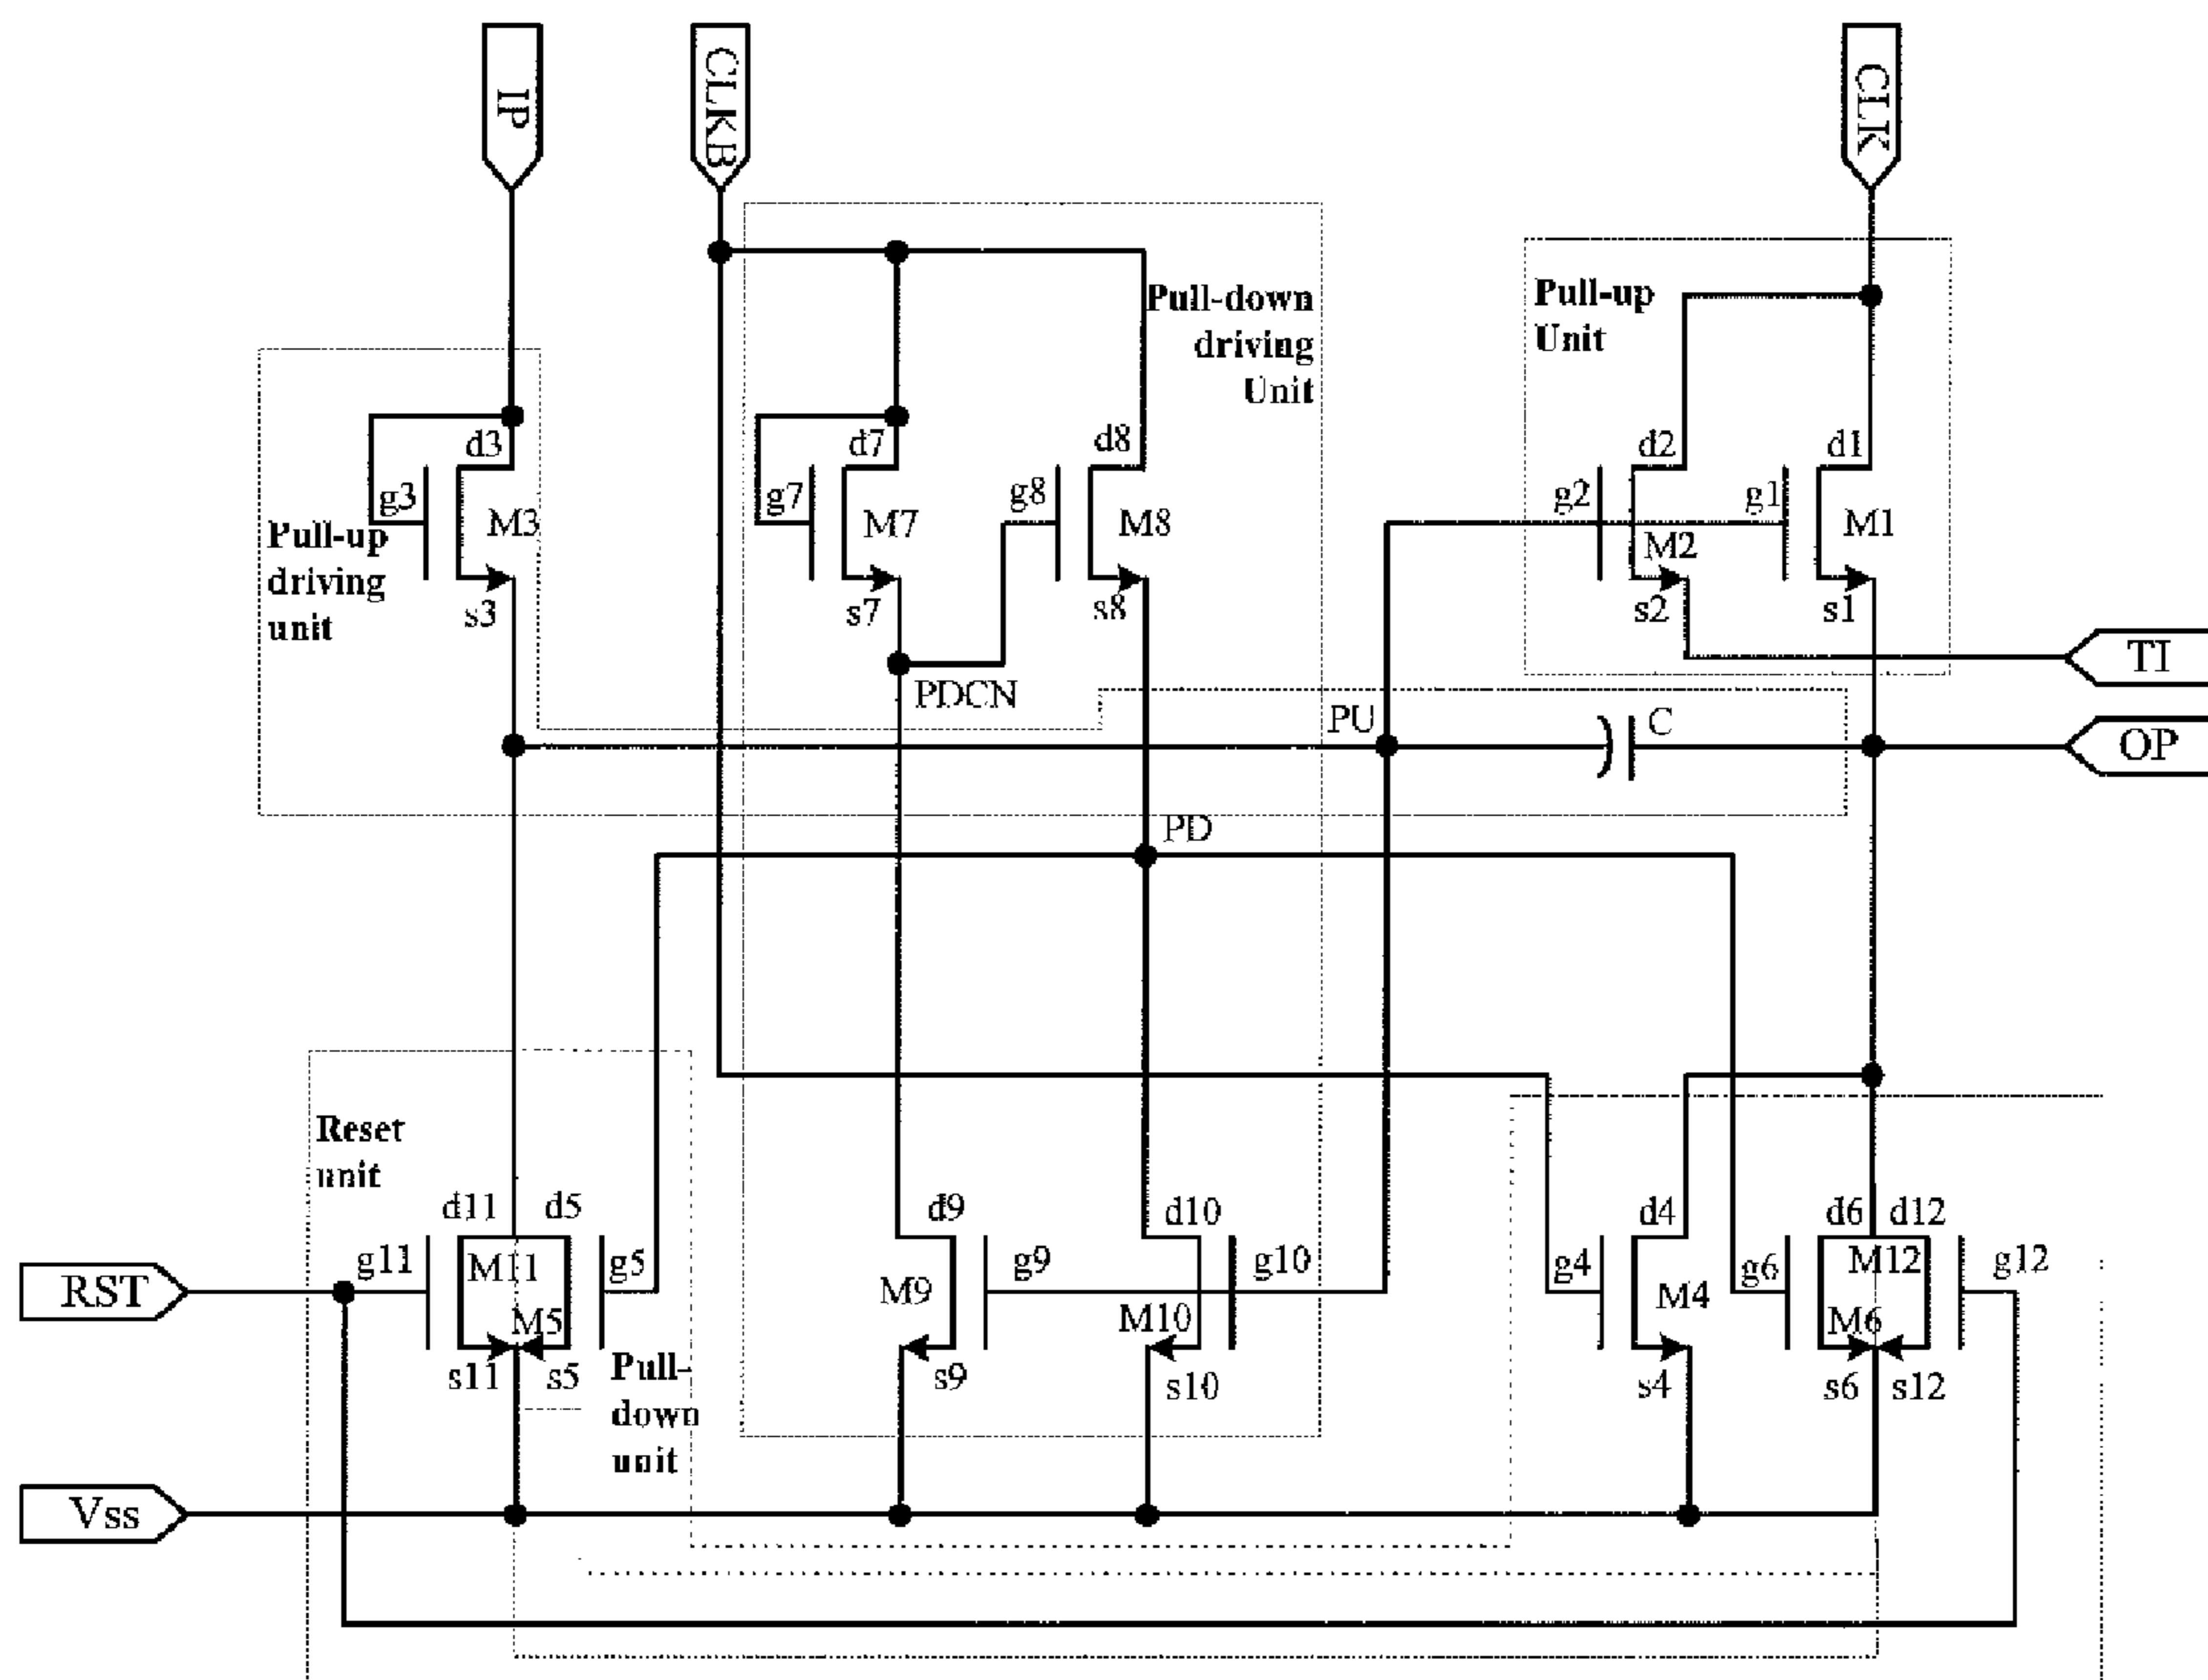 IP
CLKB
CLK
Pull-down
driving
Unit
Pull-up
Unit
d3
d7
d8
d2
d1
g3
g7
g8
g2
g1
M3
M7
M8
M2
M1
Pull-up
driving
unit
s3
s7
s8
s2
s1
TI
PDCN
PU
C
OP
PD
Reset
unit
d11
d5
d9
d10
d4
d6
d12
g11
M11
g5
g9
g10
g4
g6
M12
g12
RST
M5
M9
M10
M4
M6
s11
s5
Pull-
down
unit
s9
s10
s4
s6
s12
Vss